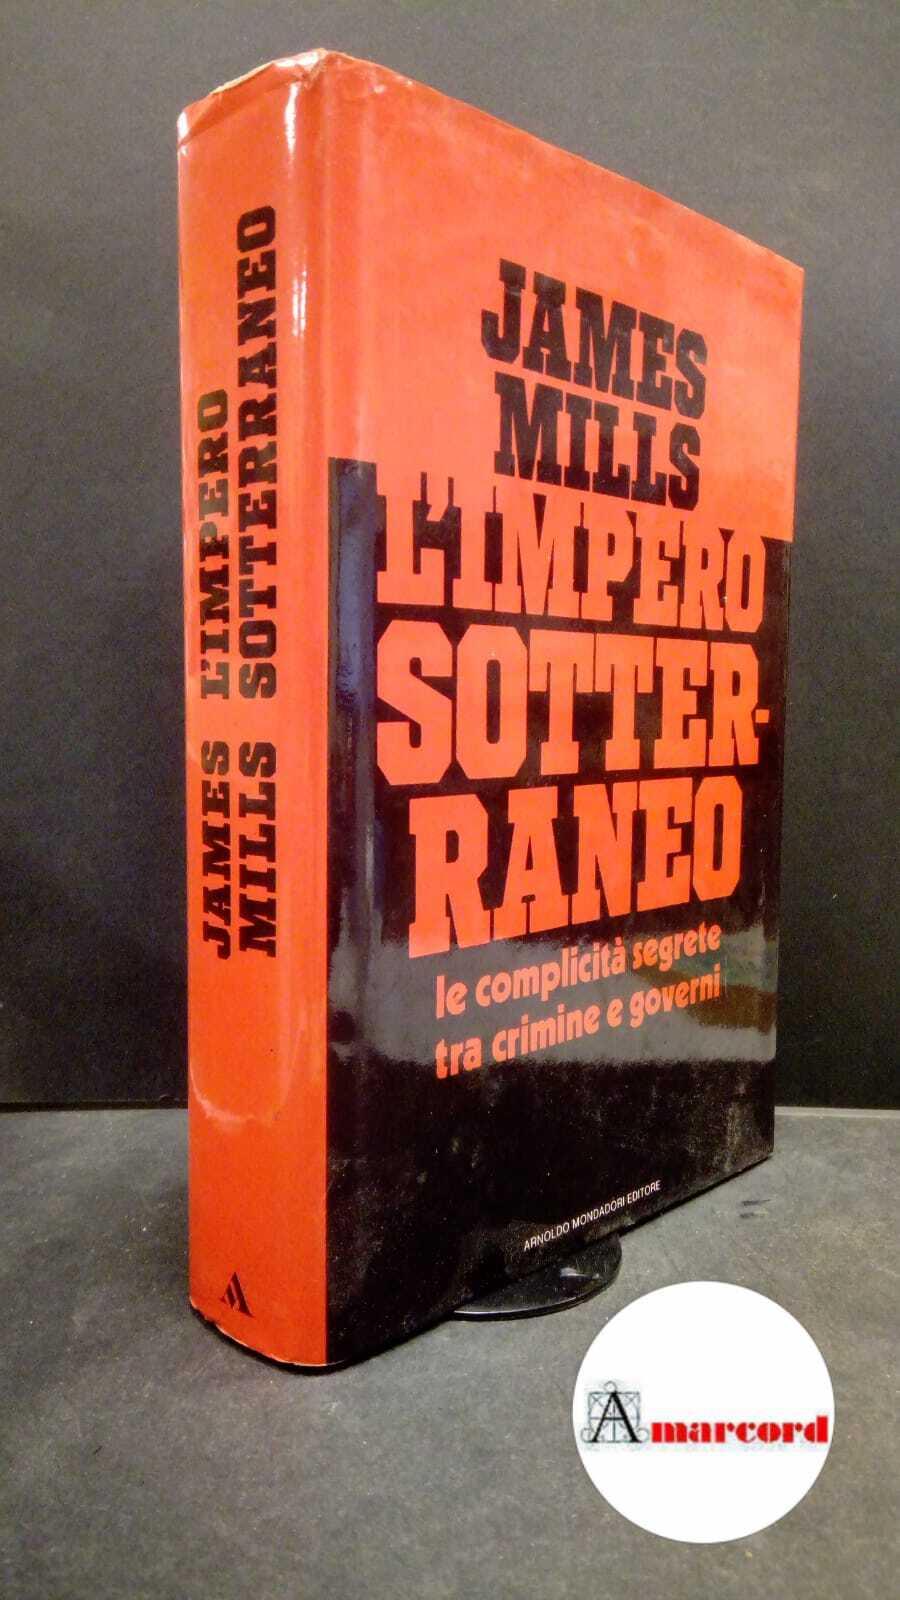 JAMES L'IMPERO
MILLS SOTTERRANEO
JAMES
MILLS
L'IMPERO
SOTTER-
RANEO
le complicità segrete
tra crimine e governi
ARNOLDO MONDADORI EDITORE
Amarcord